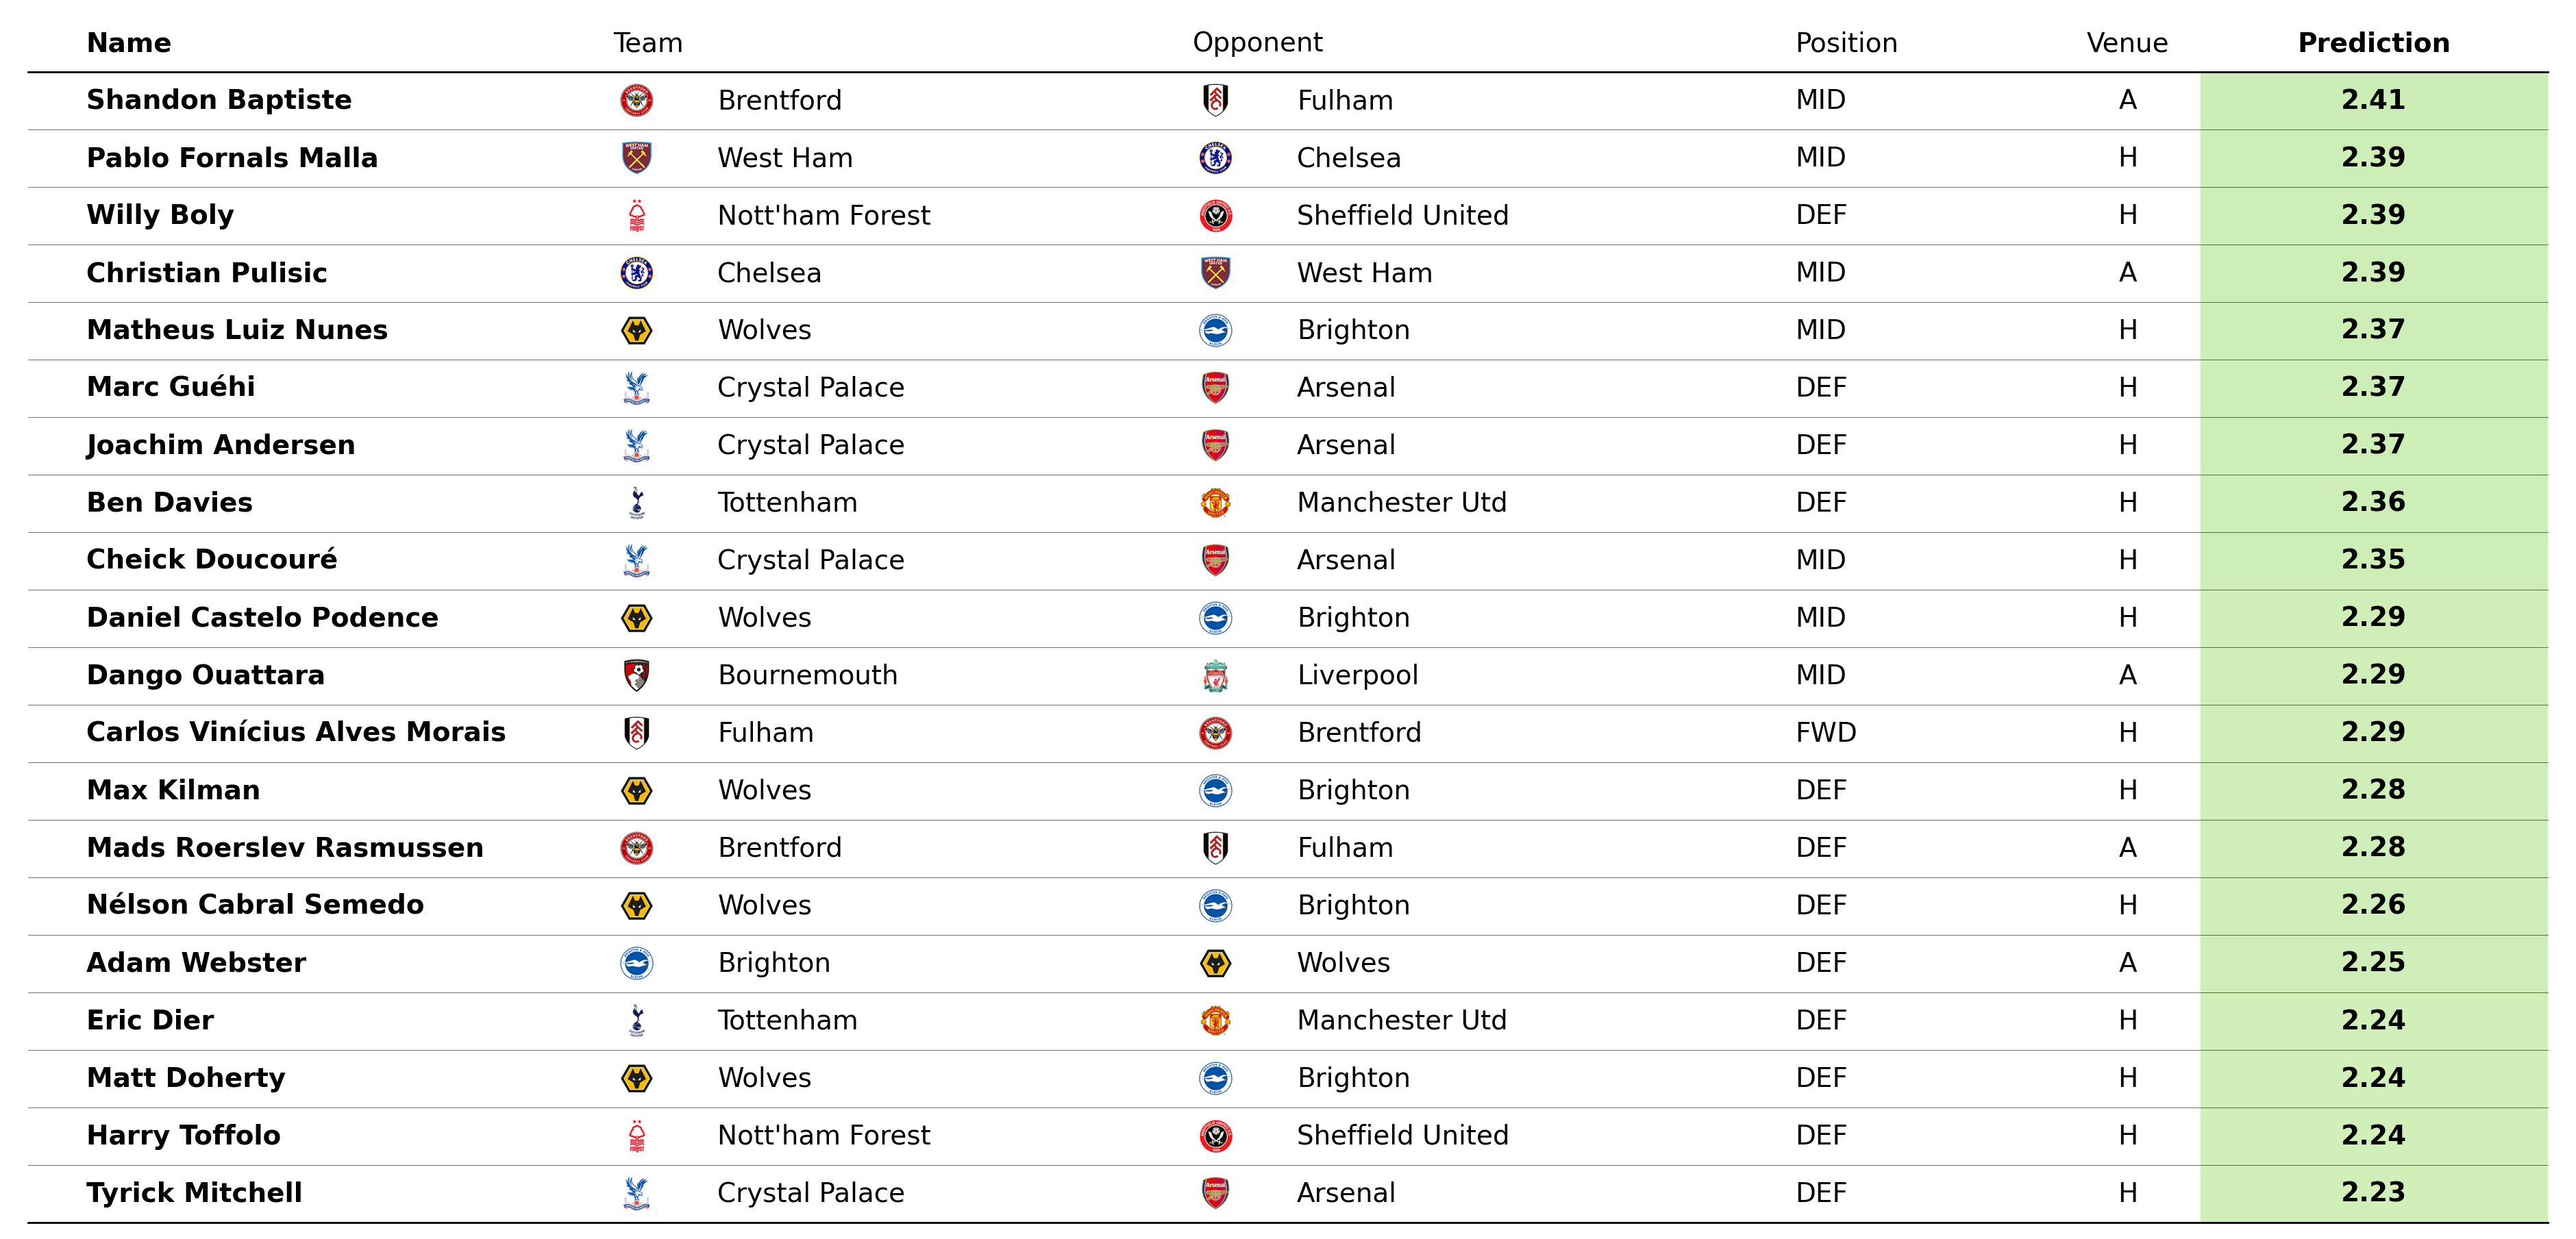 Name Team Opponent Position Venue Prediction
Shandon Baptiste Brentford Fulham MID A 2.41
Pablo Fornals Malla West Ham Chelsea MID H 2.39
Willy Boly Nott'ham Forest Sheffield United DEF H 2.39
Christian Pulisic Chelsea West Ham MID A 2.39
Matheus Luiz Nunes Wolves Brighton MID H 2.37
Marc Guéhi Crystal Palace Arsenal DEF H 2.37
Joachim Andersen Crystal Palace Arsenal DEF H 2.37
Ben Davies Tottenham Manchester Utd DEF H 2.36
Cheick Doucouré Crystal Palace Arsenal MID H 2.35
Daniel Castelo Podence Wolves Brighton MID H 2.29
Dango Ouattara Bournemouth Liverpool MID A 2.29
Carlos Vinícius Alves Morais Fulham Brentford FWD H 2.29
Max Kilman Wolves Brighton DEF H 2.28
Mads Roerslev Rasmussen Brentford Fulham DEF A 2.28
Nélson Cabral Semedo Wolves Brighton DEF H 2.26
Adam Webster Brighton Wolves DEF A 2.25
Eric Dier Tottenham Manchester Utd DEF H 2.24
Matt Doherty Wolves Brighton DEF H 2.24
Harry Toffolo Nott'ham Forest Sheffield United DEF H 2.24
Tyrick Mitchell Crystal Palace Arsenal DEF H 2.23